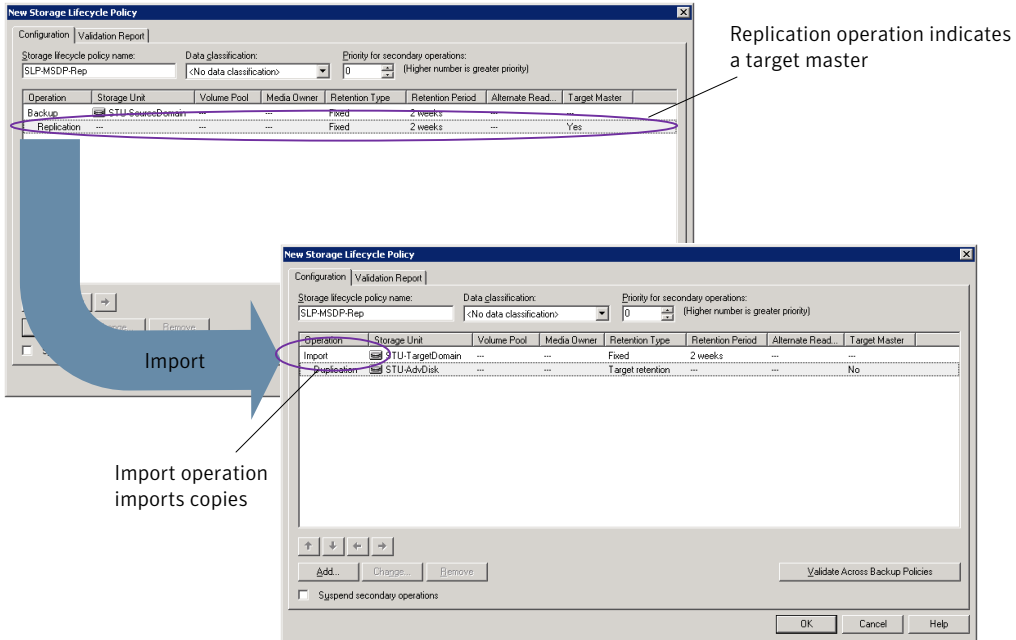 New Storage Lifecycle Policy
Configuration Validation Report
Storage lifecycle policy name: Data classification: Priority for secondary operations:
SLP-MSDP-Rep <No data classification> 0 (Higher number is greater priority)
Operation Storage Unit Volume Pool Media Owner Retention Type Retention Period Alternate Read... Target Master
Backup STU-SourceDomain --- --- Fixed 2 weeks --- ---
Replication --- --- --- Fixed 2 weeks --- Yes
Remove
Replication operation indicates
a target master
Import
New Storage Lifecycle Policy
Configuration Validation Report
Storage lifecycle policy name: Data classification: Priority for secondary operations:
SLP-MSDP-Rep <No data classification> 0 (Higher number is greater priority)
Operation Storage Unit Volume Pool Media Owner Retention Type Retention Period Alternate Read... Target Master
Import STU-TargetDomain --- --- Fixed 2 weeks --- ---
Duplication STU-AdvDisk --- --- Target retention --- --- No
Import operation
imports copies
Add... Change... Remove Validate Across Backup Policies
Suspend secondary operations
OK Cancel Help